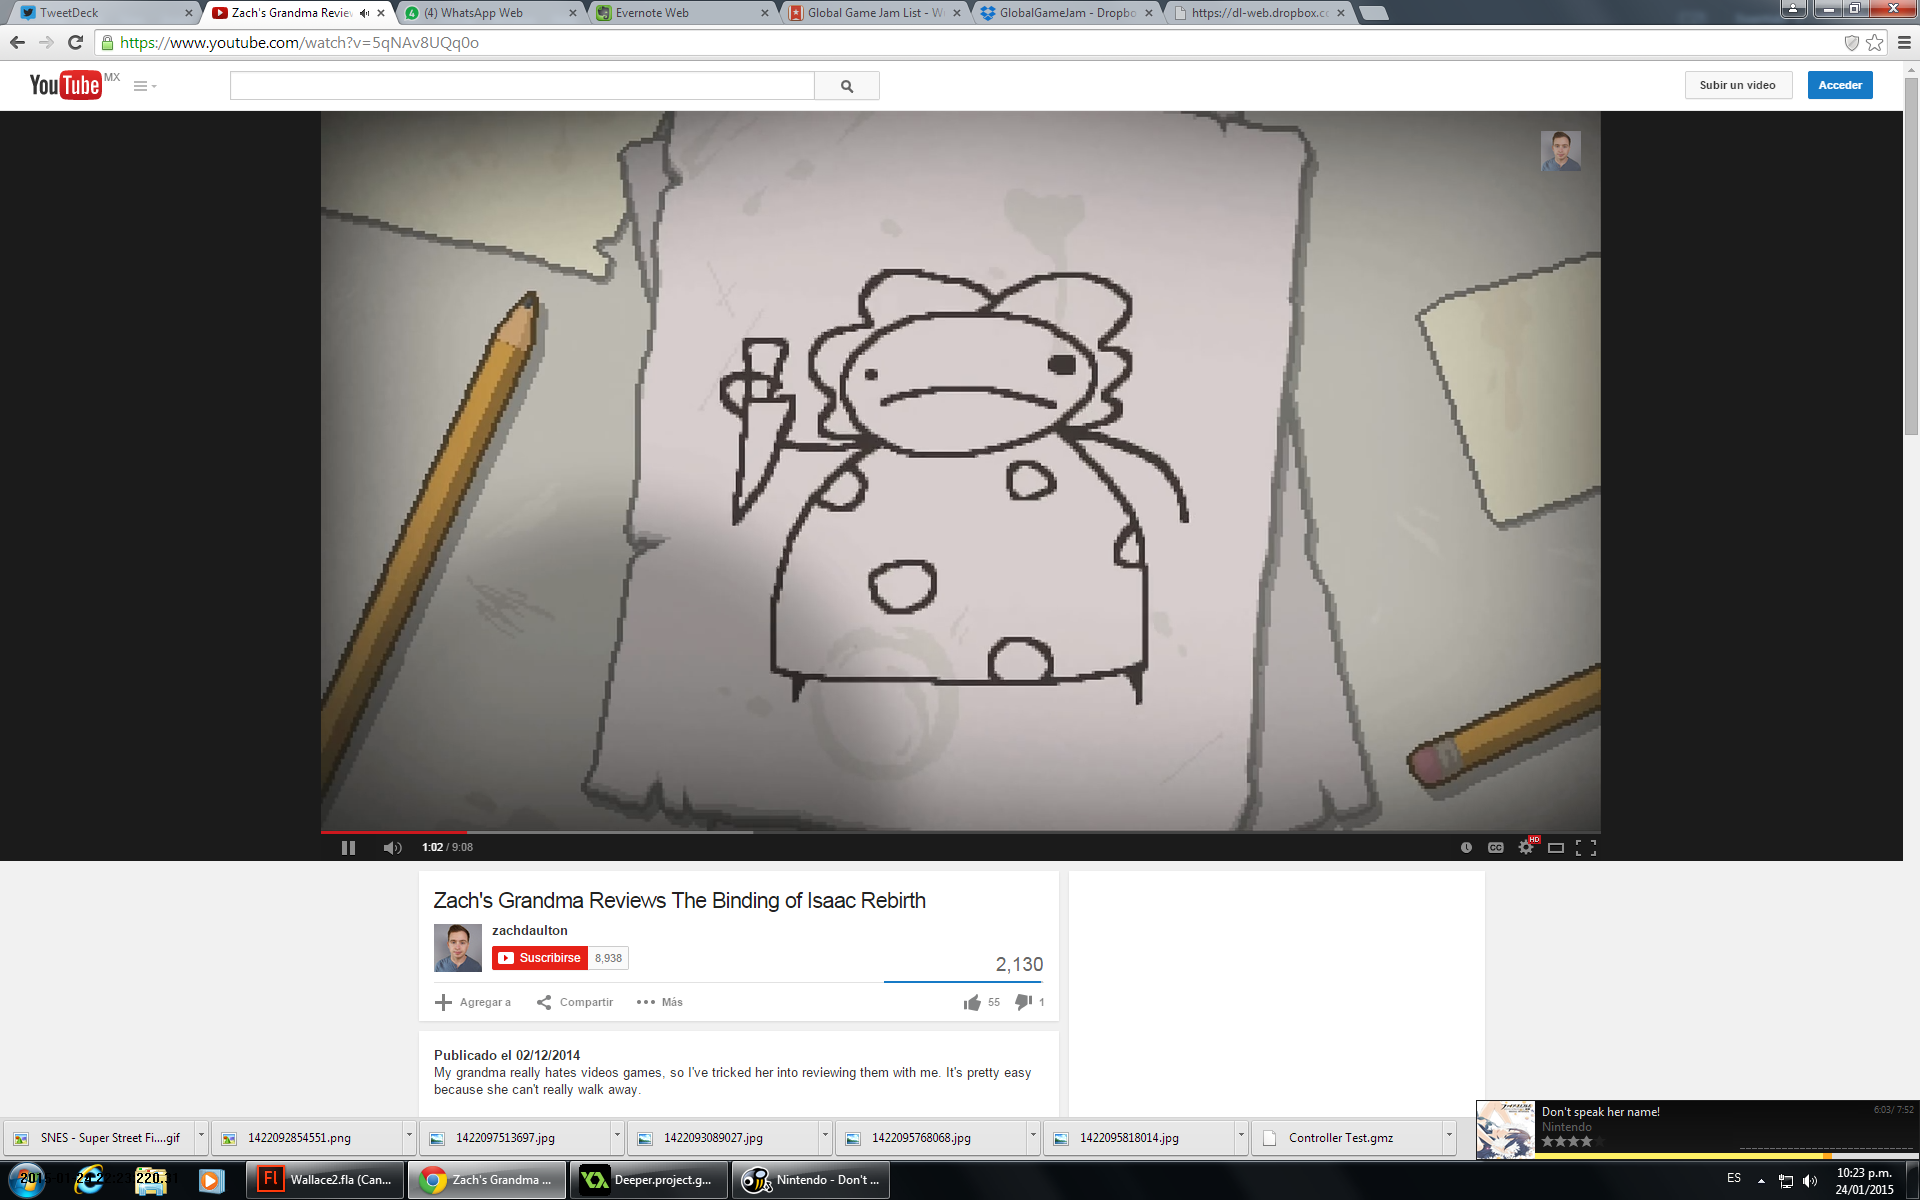 TweetDeck
Zach's Grandma Review
(4) WhatsApp Web
Evernote Web
Global Game Jam List - W
GlobalGameJam - Dropbo
https://dl-web.dropbox.c
https://www.youtube.com/watch?v=5qNAv8UQq0o
YouTube MX
Subir un video
Acceder
1:02 / 9:08
CC
HD
Zach's Grandma Reviews The Binding of Isaac Rebirth
zachdaulton
Suscribirse
8,938
2,130
Agregar a
Compartir
Más
55
1
Publicado el 02/12/2014
My grandma really hates videos games, so I've tricked her into reviewing them with me. It's pretty easy
because she can't really walk away.
Don't speak her name!
6:03/ 7:52
Nintendo
SNES - Super Street Fi....gif
1422092854551.png
1422097513697.jpg
1422093089027.jpg
1422095768068.jpg
1422095818014.jpg
Controller Test.gmz
Fl
Wallace2.fla (Can...
Zach's Grandma ...
Deeper.project.g...
Nintendo - Don't ...
ES
10:23 p.m.
24/01/2015